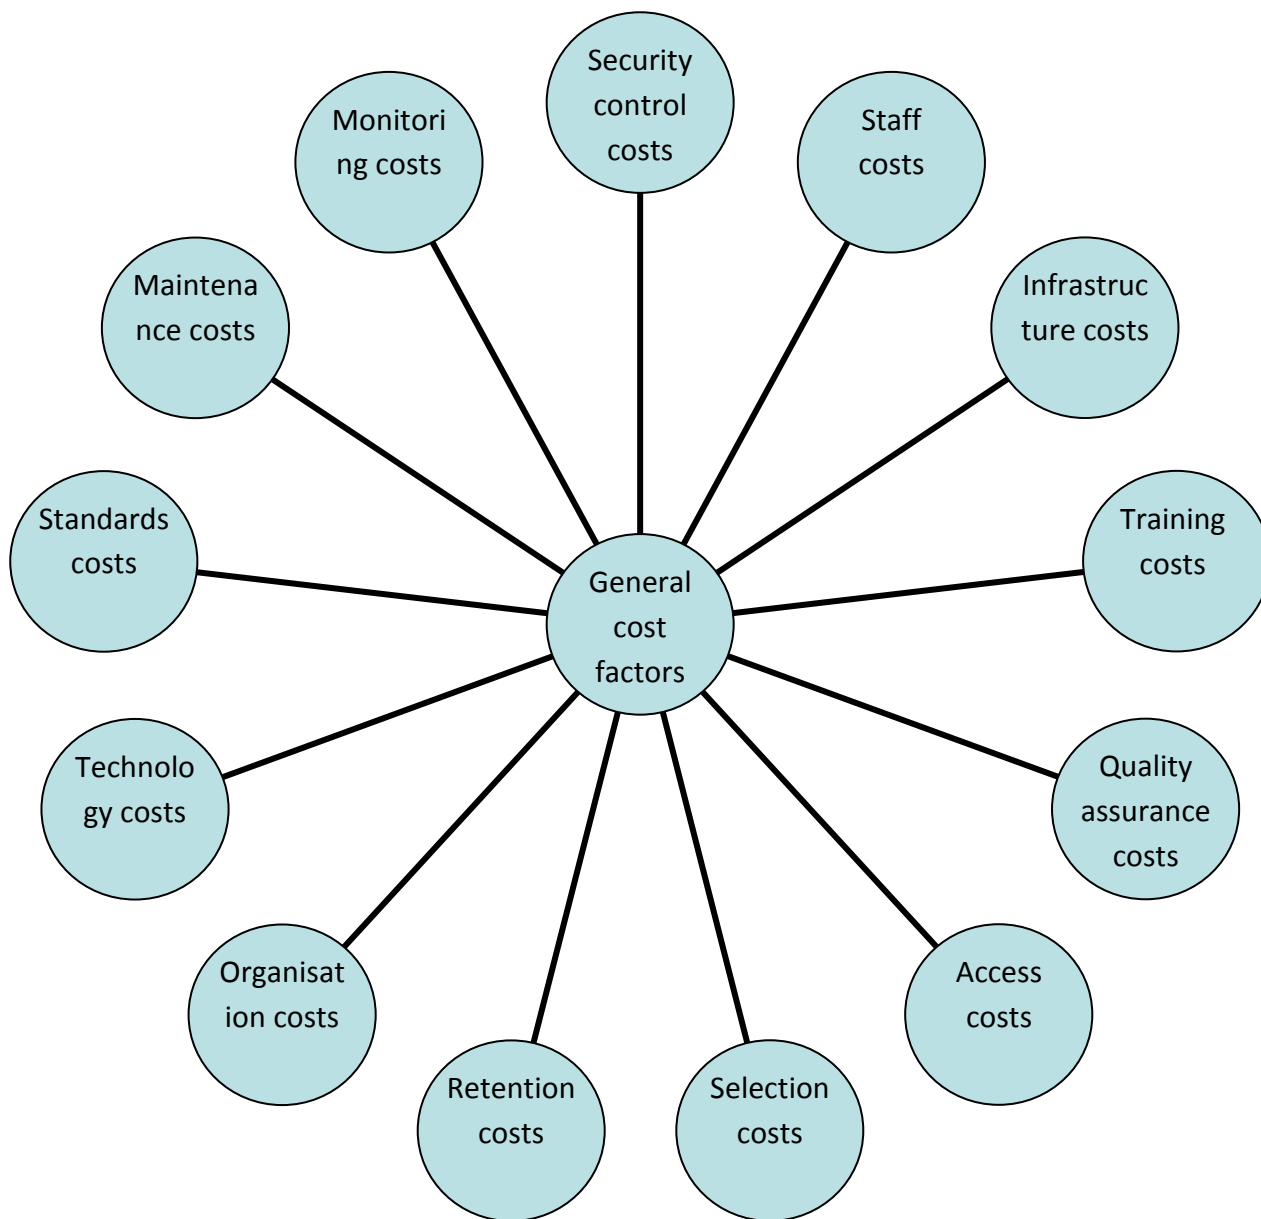 Security
control
costs
Staff
costs
Infrastruc
ture costs
Training
costs
Quality
assurance
costs
Access
costs
Selection
costs
Retention
costs
Organisat
ion costs
Technolo
gy costs
Standards
costs
Maintena
nce costs
Monitori
ng costs
General
cost
factors